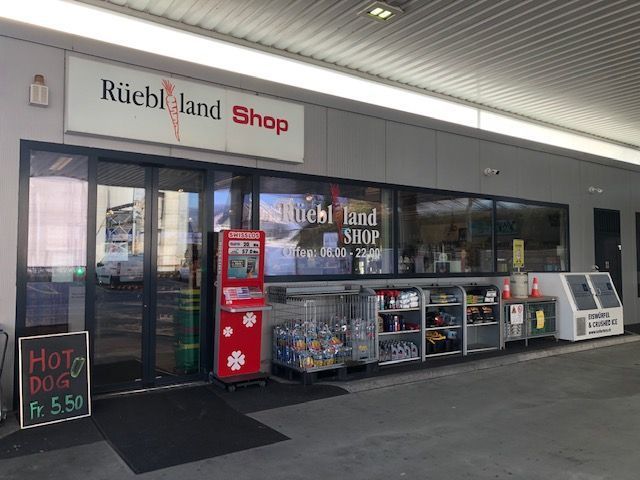 Rüebliland Shop
Rüebliland
SHOP
Offen: 06.00 - 22.00
SWISSLOS
HOT
DOG
Fr. 5.50
EISWÜRFEL
& CRUSHED ICE